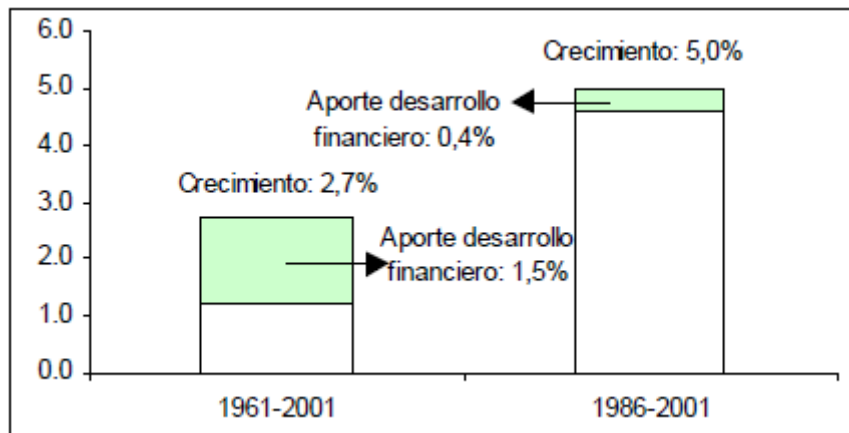 6.0
5.0
4.0
3.0
2.0
1.0
0.0
Crecimiento: 5,0%
Aporte desarrollo
financiero: 0,4%
Crecimiento: 2,7%
Aporte desarrollo
financiero: 1,5%
1961-2001
1986-2001